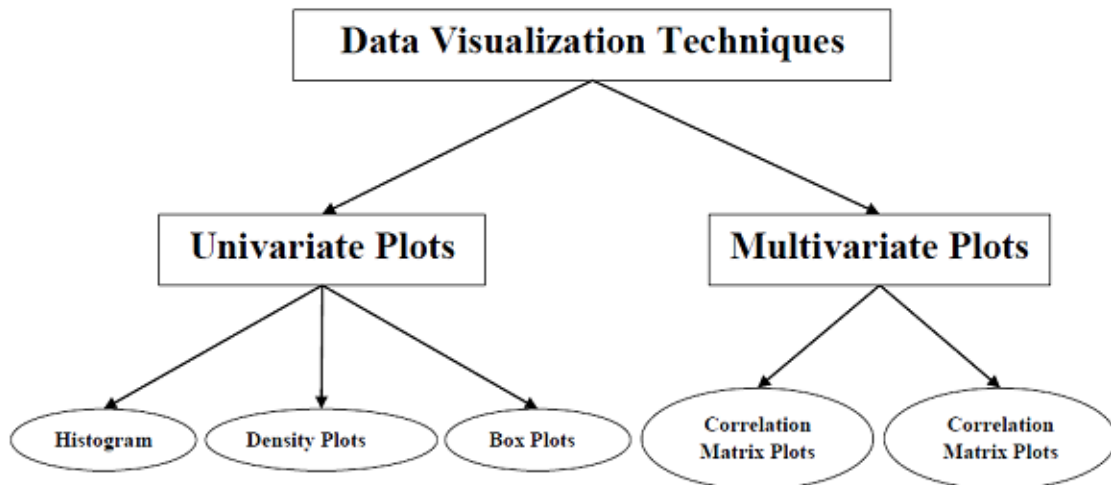 Data Visualization Techniques
Univariate Plots
Multivariate Plots
Histogram
Density Plots
Box Plots
Correlation
Matrix Plots
Correlation
Matrix Plots